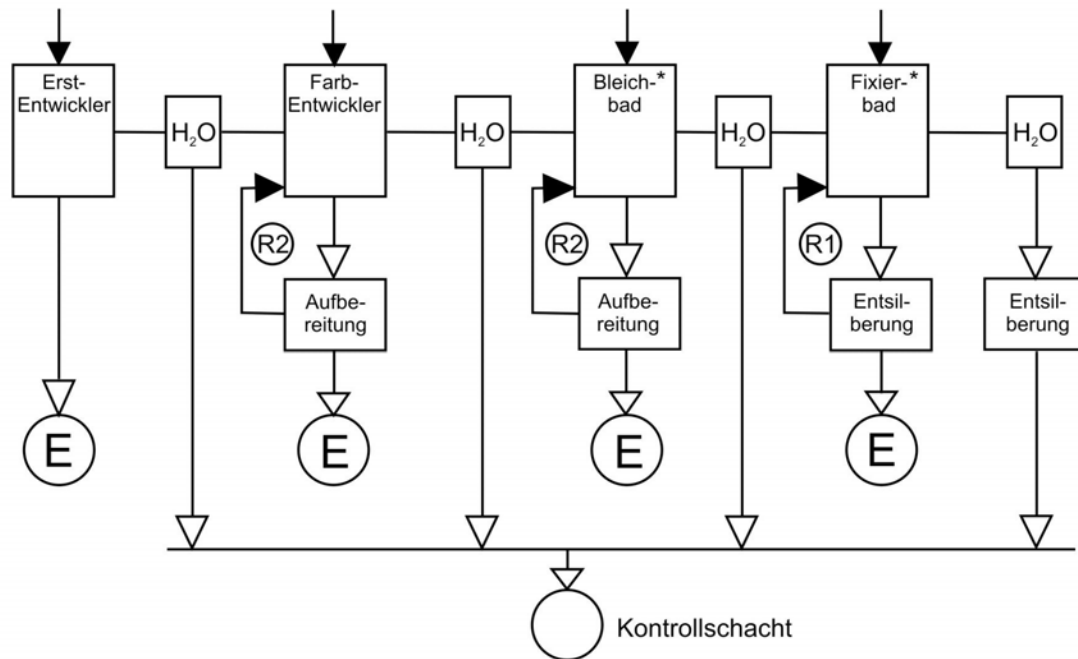 Erst-
Entwickler
H₂O
Farb-
Entwickler
H₂O
Bleich-*
bad
H₂O
Fixier-*
bad
H₂O
R2
R2
R1
Aufbe-
reitung
Aufbe-
reitung
Entsil-
berung
Entsil-
berung
E
E
E
E
Kontrollschacht